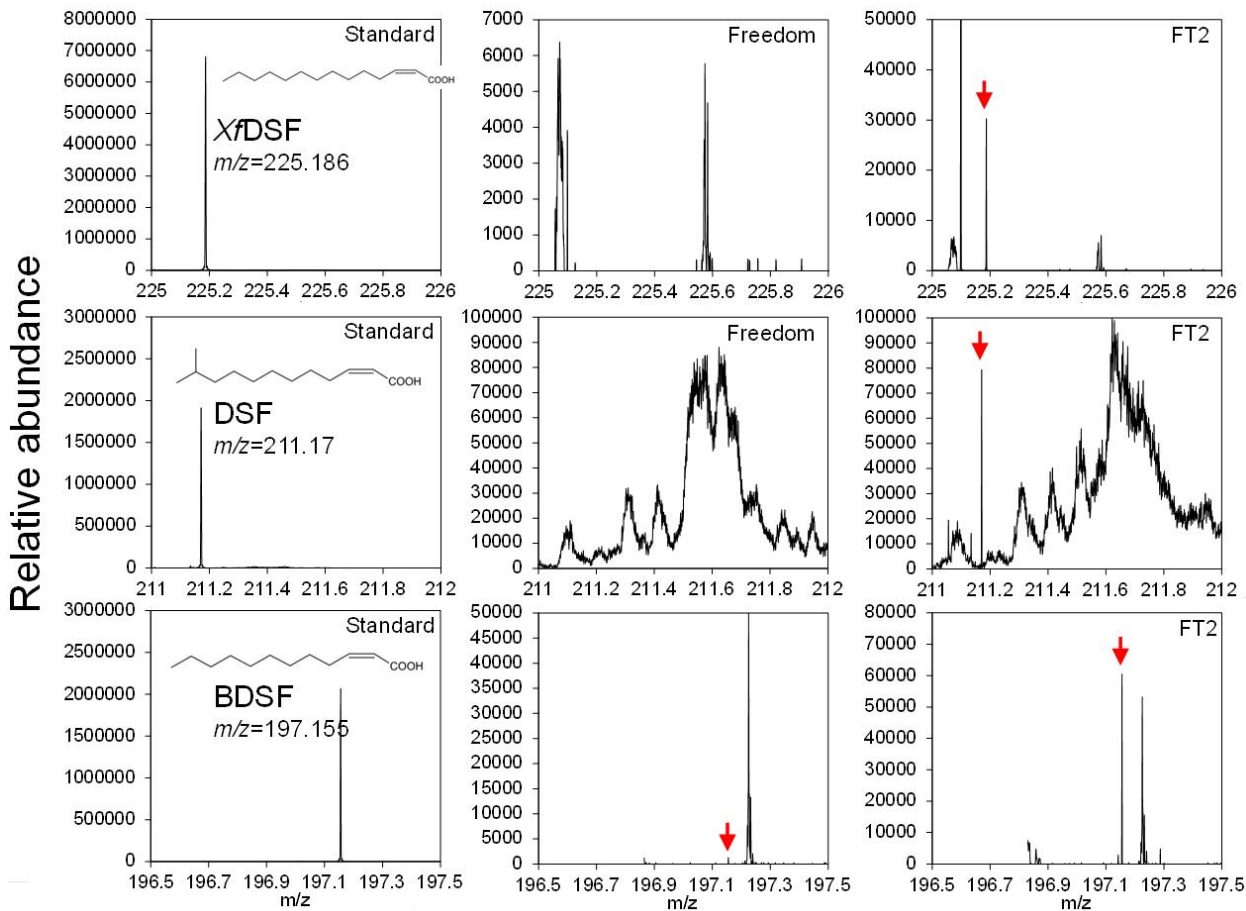 Relative abundance
8000000
7000000
6000000
5000000
4000000
3000000
2000000
1000000
0
Standard
COOH
XfDSF
m/z=225.186
225 225.2 225.4 225.6 225.8 226
7000
6000
5000
4000
3000
2000
1000
0
Freedom
225 225.2 225.4 225.6 225.8 226
50000
40000
30000
20000
10000
0
FT2
225 225.2 225.4 225.6 225.8 226
3000000
2500000
2000000
1500000
1000000
500000
0
Standard
COOH
DSF
m/z=211.17
211 211.2 211.4 211.6 211.8 212
100000
90000
80000
70000
60000
50000
40000
30000
20000
10000
0
Freedom
211 211.2 211.4 211.6 211.8 212
100000
90000
80000
70000
60000
50000
40000
30000
20000
10000
0
FT2
211 211.2 211.4 211.6 211.8 212
3000000
2500000
2000000
1500000
1000000
500000
0
Standard
COOH
BDSF
m/z=197.155
196.5 196.7 196.9 197.1 197.3 197.5
m/z
50000
45000
40000
35000
30000
25000
20000
15000
10000
5000
0
196.5 196.7 196.9 197.1 197.3 197.5
m/z
80000
70000
60000
50000
40000
30000
20000
10000
0
FT2
196.5 196.7 196.9 197.1 197.3 197.5
m/z